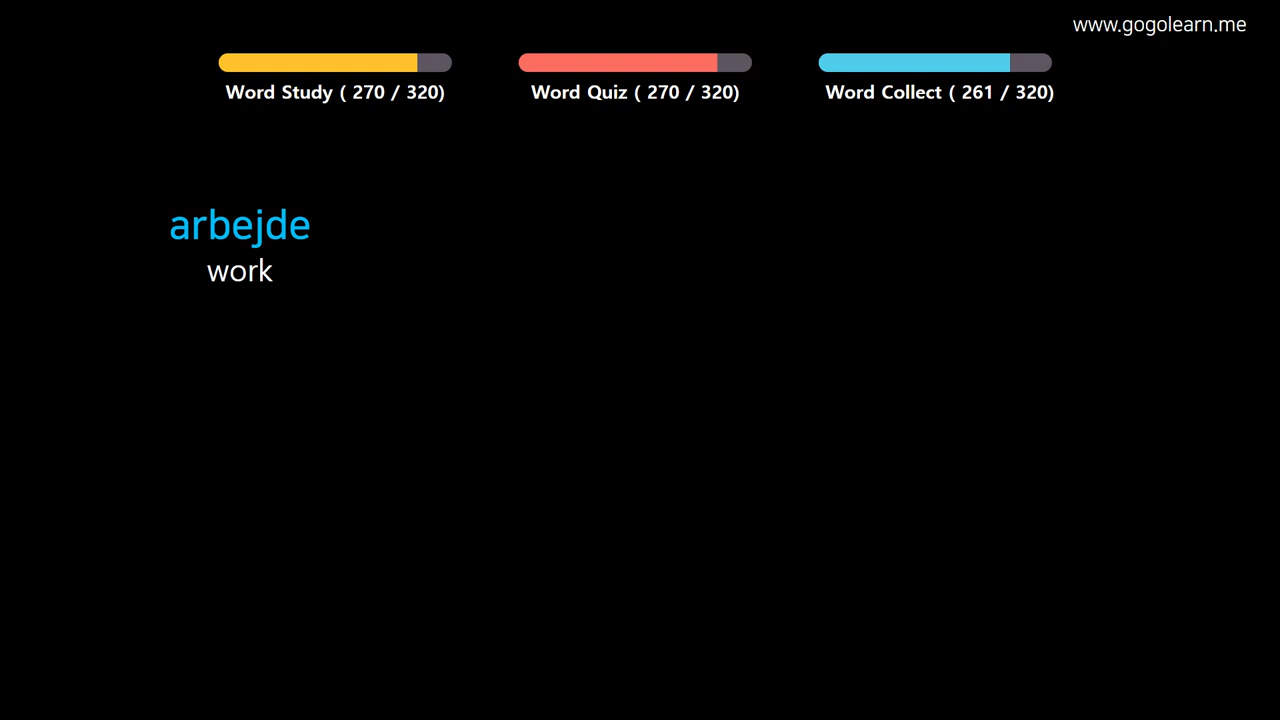 www.gogolearn.me
Word Study ( 270 / 320)
Word Quiz ( 270 / 320)
Word Collect ( 261 / 320)
arbejde
work